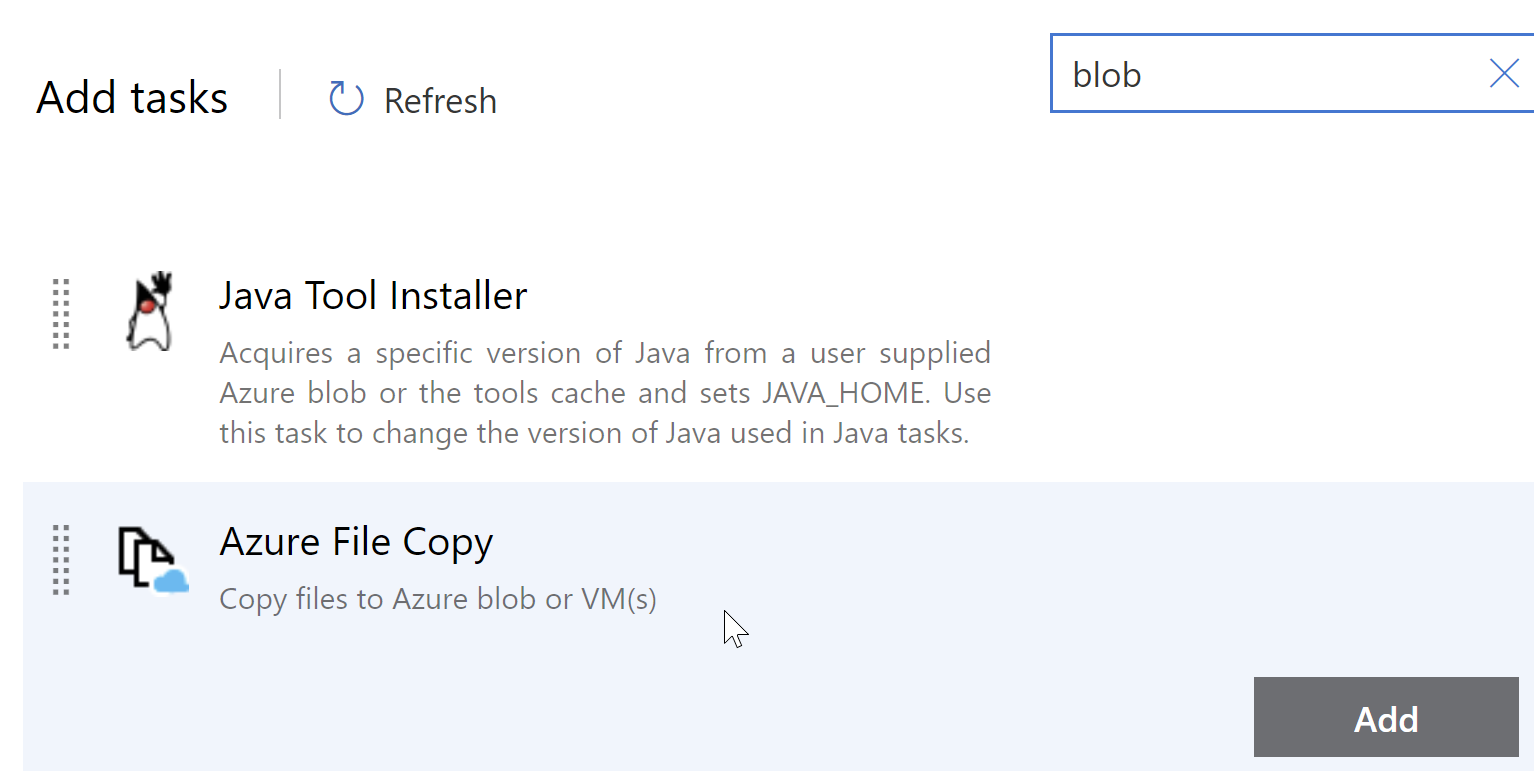 Add tasks
Refresh
blob
Java Tool Installer
Acquires a specific version of Java from a user supplied
Azure blob or the tools cache and sets JAVA_HOME. Use
this task to change the version of Java used in Java tasks.
Azure File Copy
Copy files to Azure blob or VM(s)
Add